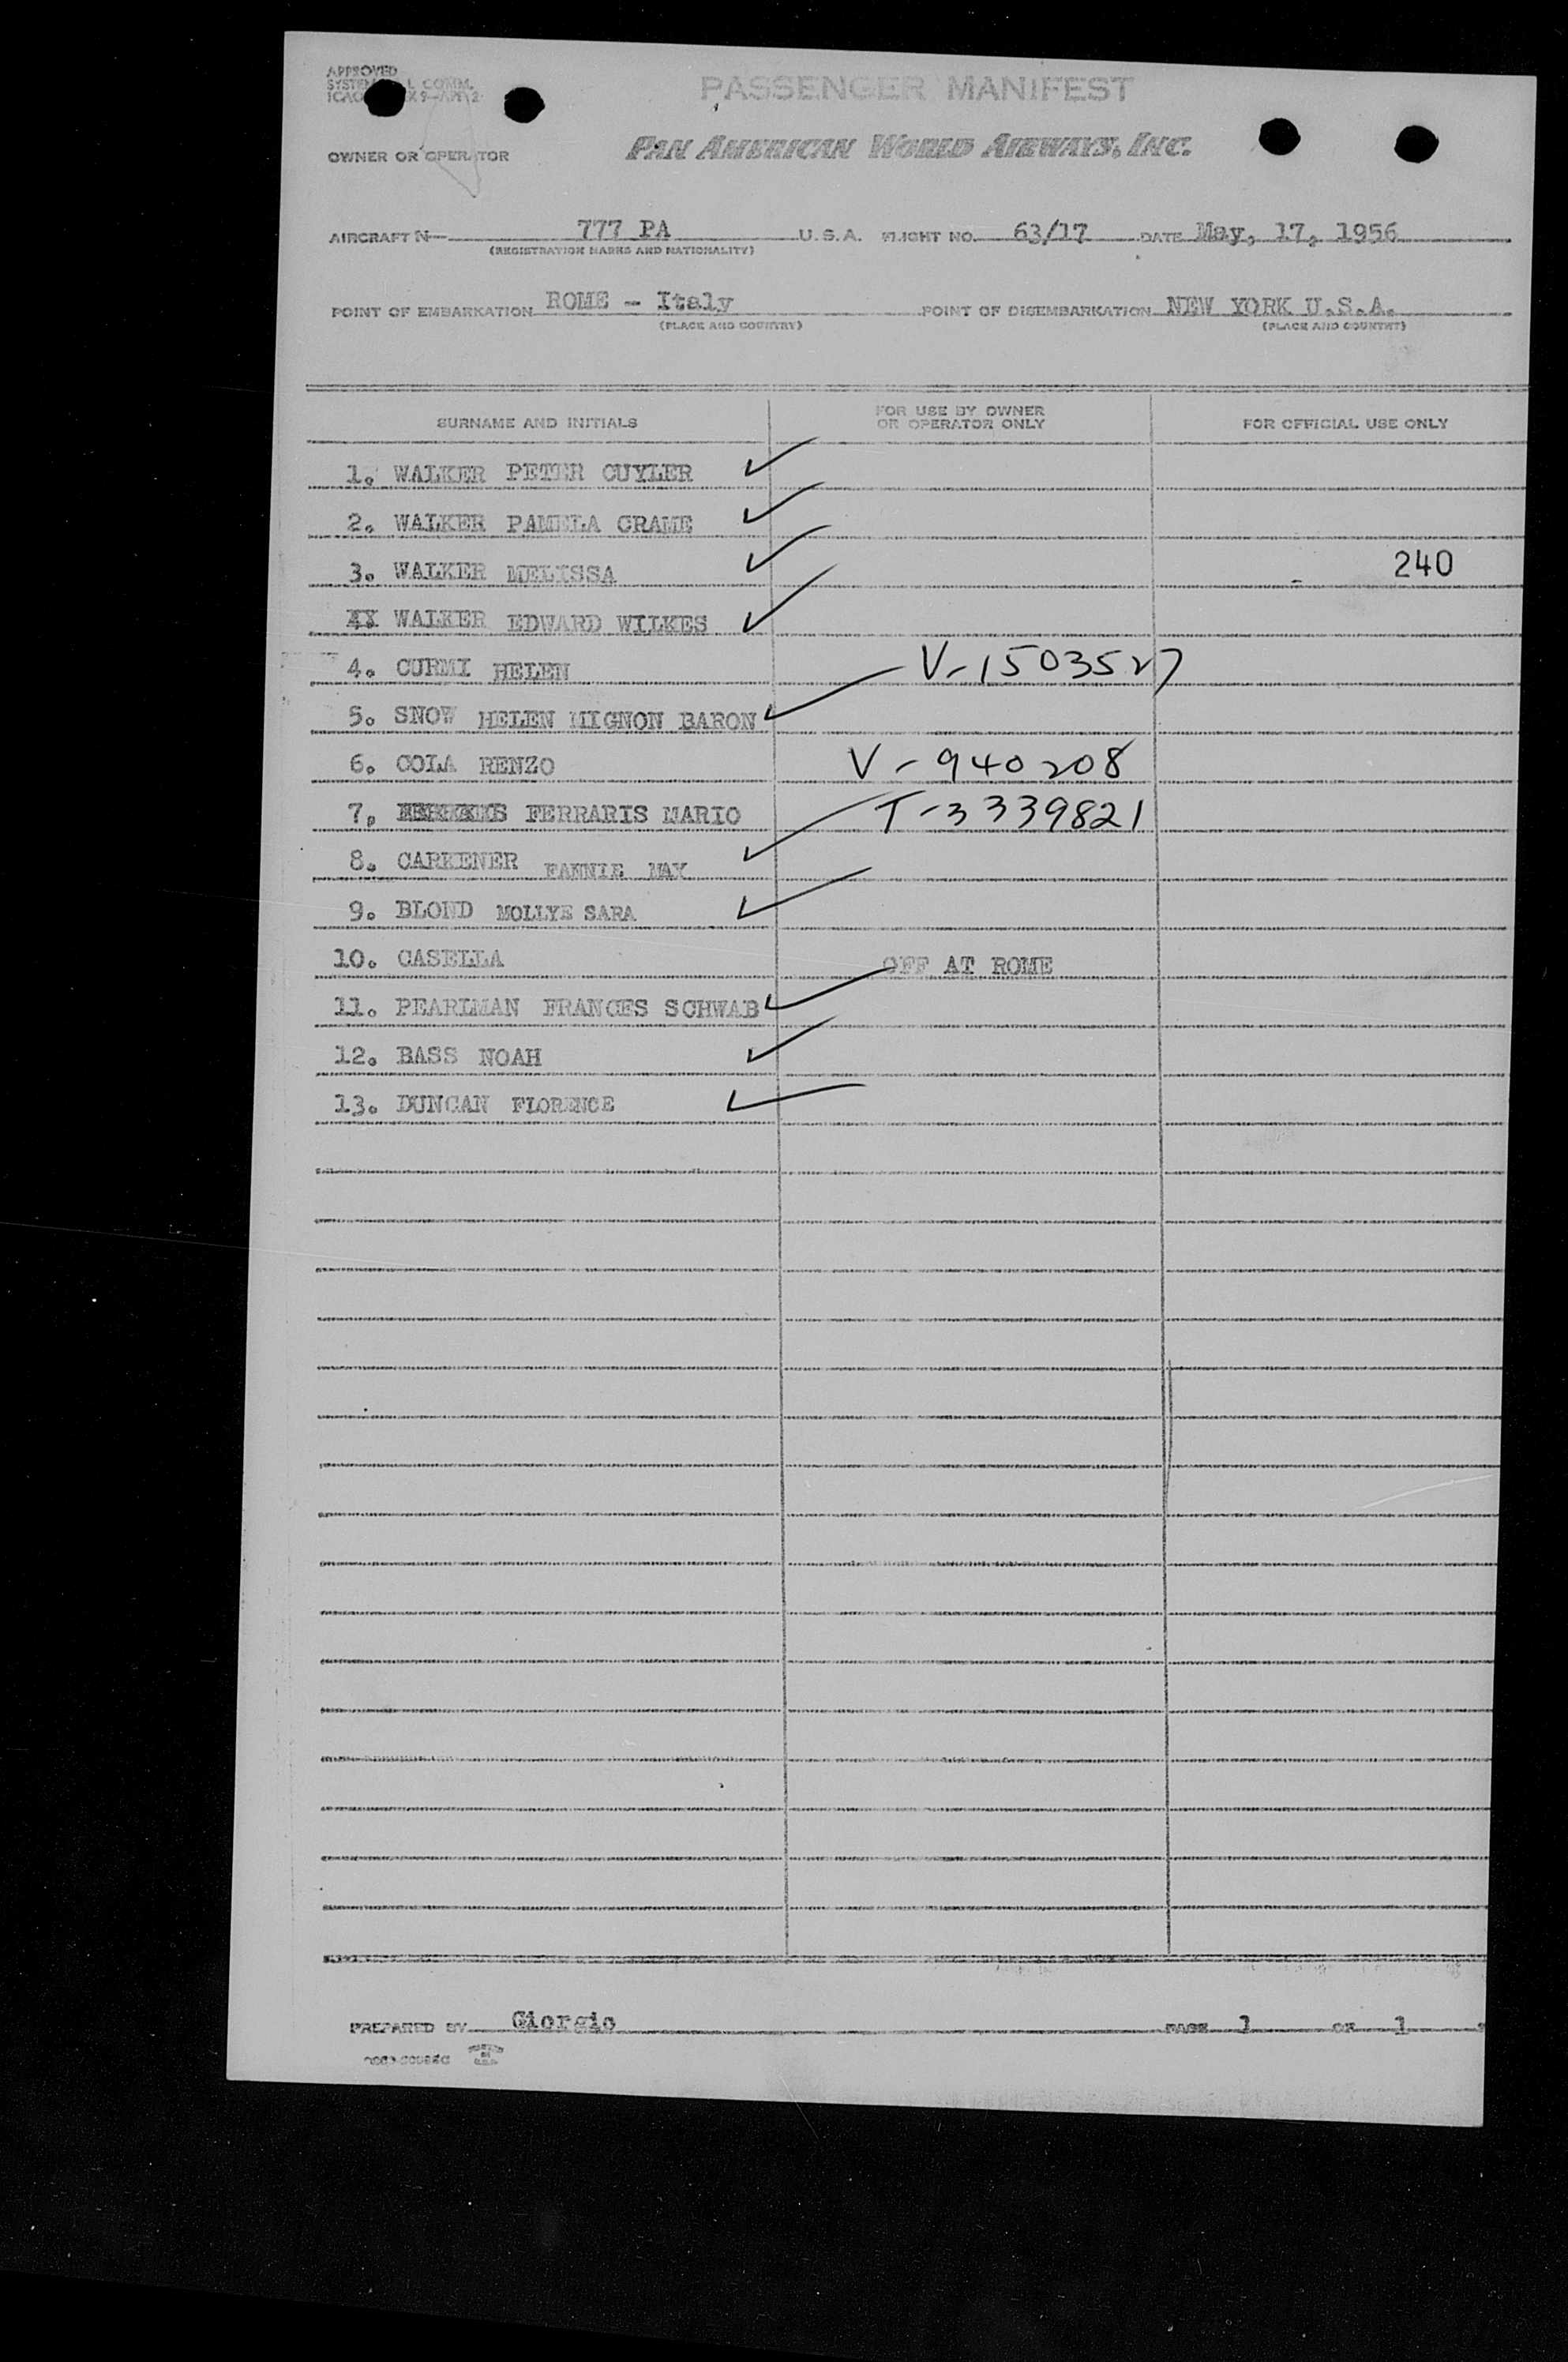 APPROVED
PASSENGER MANIFEST
OWNER OR OPERATOR PAN AMERICAN WORLD AIRWAYS, INC.
AIRCRAFT N— 777 PA U.S.A. FLIGHT NO. 63/17 DATE May, 17, 1956
(REGISTRATION MARKS AND NATIONALITY)
POINT OF EMBARKATION ROME - Italy POINT OF DISEMBARKATION NEW YORK U.S.A.
(PLACE AND COUNTRY) (PLACE AND COUNTRY)
SURNAME AND INITIALS FOR USE BY OWNER OR OPERATOR ONLY FOR OFFICIAL USE ONLY
1. WALKER PETER CUYLER
2. WALKER PAMELA GRAME
3. WALKER MELISSA 240
WALKER EDWARD WILKES
4. CURMI HELEN V-1503527
5. SNOW HELEN MIGNON BARON
6. COLA RENZO V-940208
7. FERRARIS MARIO T-3339821
8. CARKENER FANNIE MAY
9. BLOND MOLLYE SARA
10. CASELLA OFF AT ROME
11. PEARLMAN FRANCES SCHWAB
12. BASS NOAH
13. DUNCAN FLORENCE
PREPARED BY Giorgio PAGE 1 OF 1